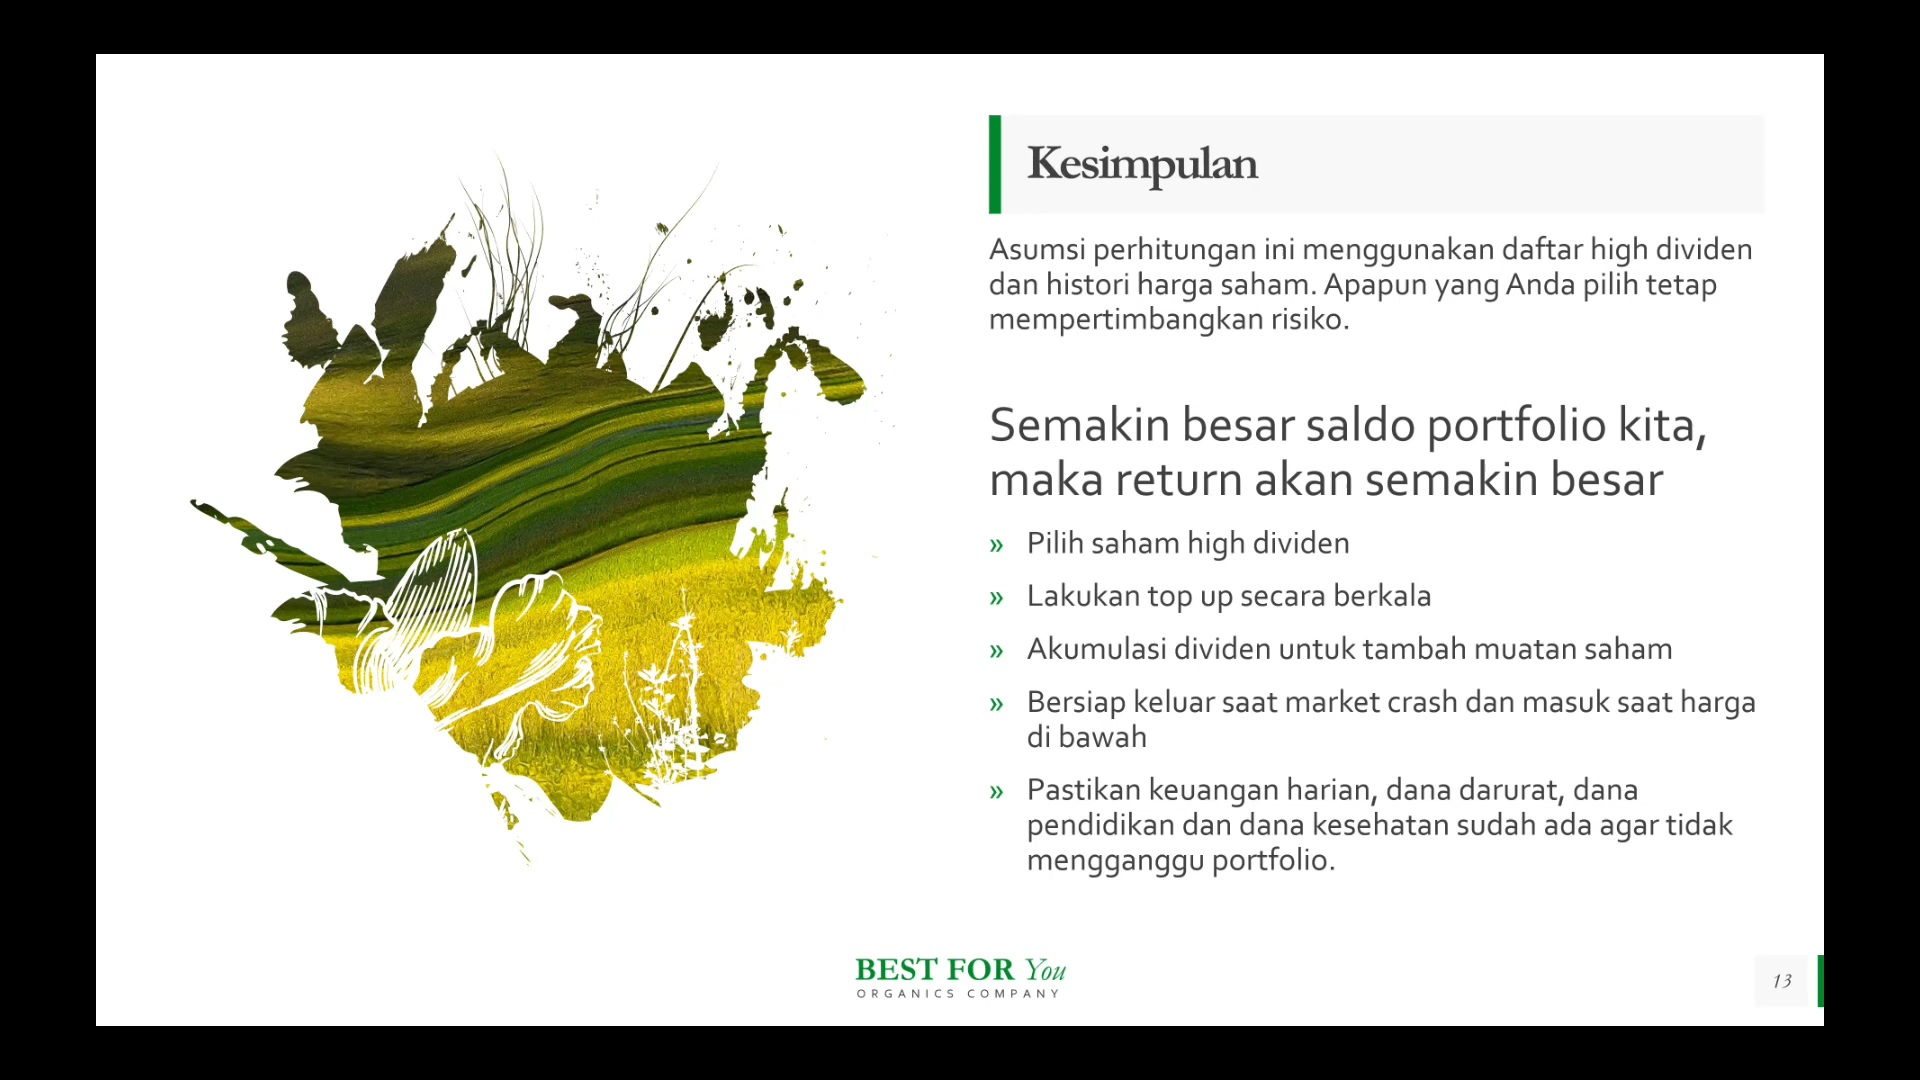 Kesimpulan
Asumsi perhitungan ini menggunakan daftar high dividen
dan histori harga saham. Apapun yang Anda pilih tetap
mempertimbangkan risiko.
Semakin besar saldo portfolio kita,
maka return akan semakin besar
» Pilih saham high dividen
» Lakukan top up secara berkala
» Akumulasi dividen untuk tambah muatan saham
» Bersiap keluar saat market crash dan masuk saat harga
di bawah
» Pastikan keuangan harian, dana darurat, dana
pendidikan dan dana kesehatan sudah ada agar tidak
mengganggu portfolio.
BEST FOR You
ORGANICS COMPANY
13